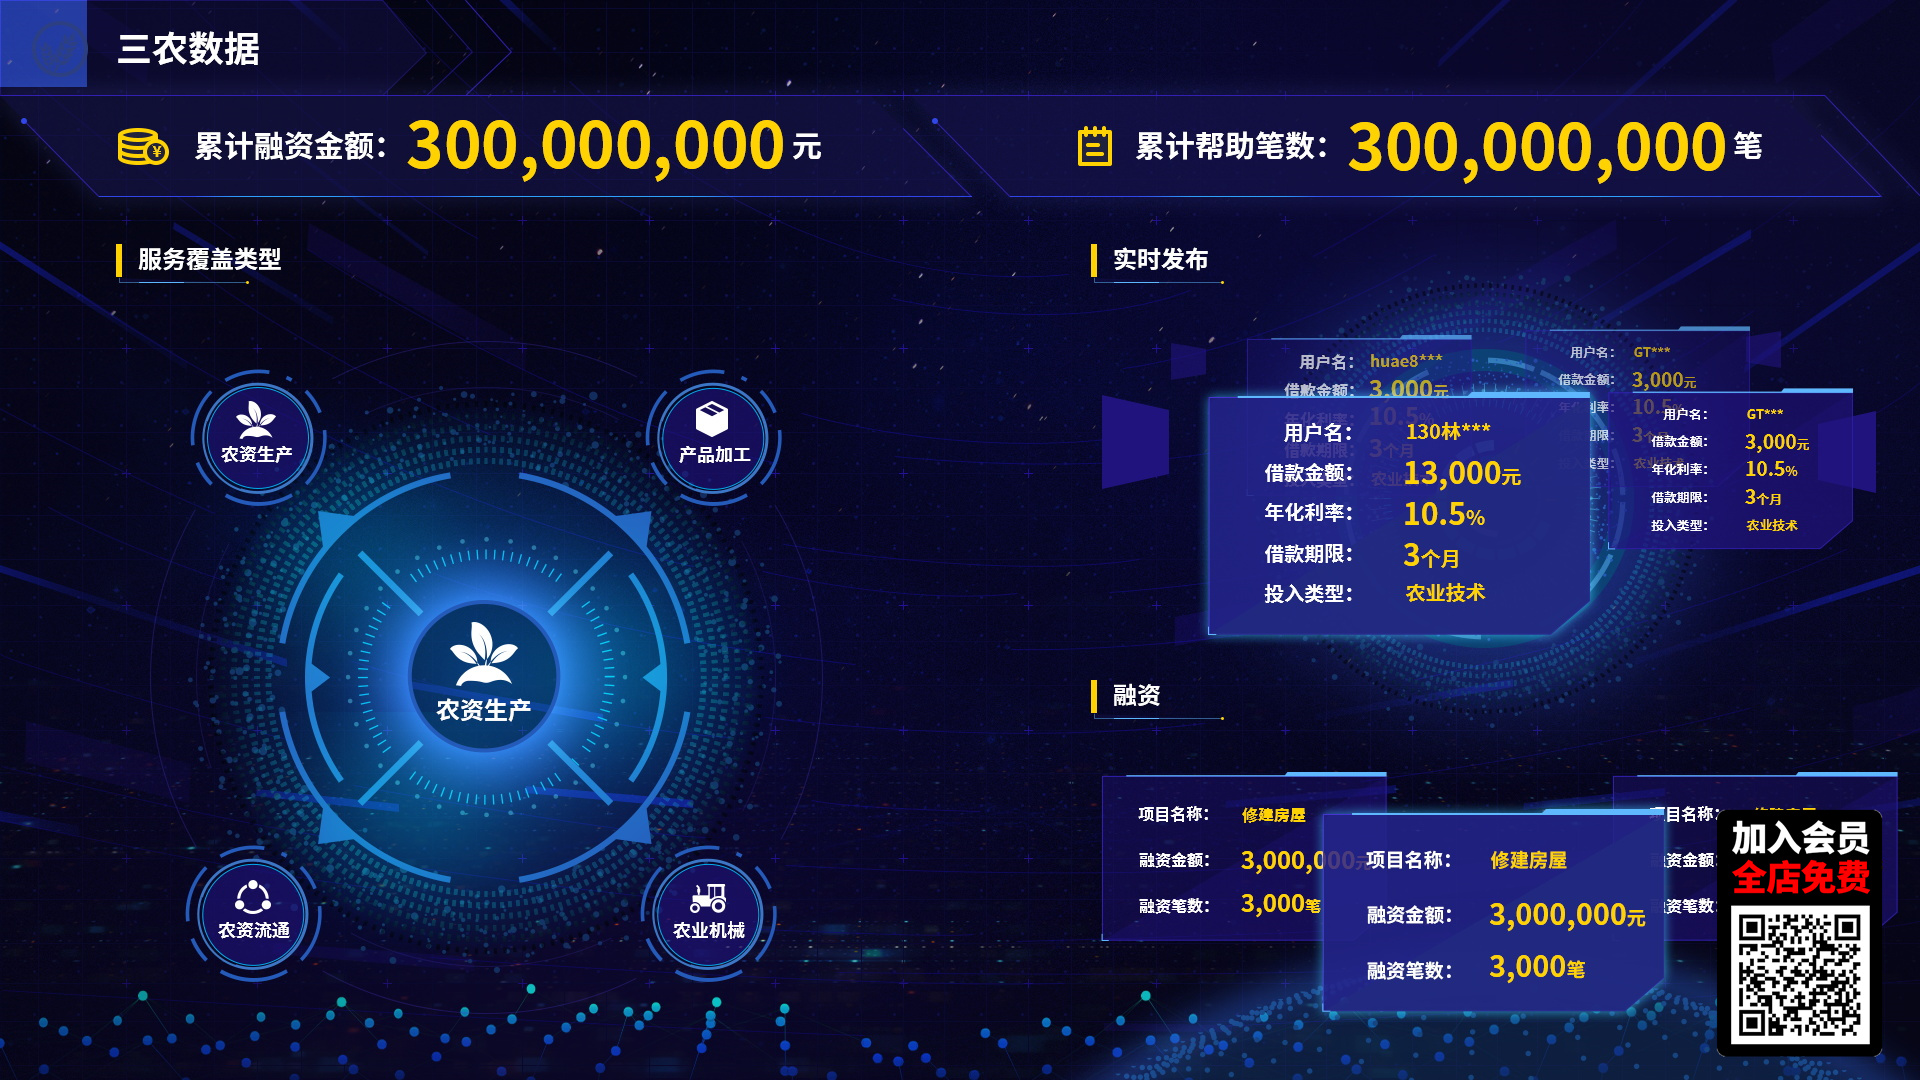 三农数据
累计融资金额：300,000,000元
累计帮助笔数：300,000,000笔
服务覆盖类型
农资生产
产品加工
农资生产
农资流通
农业机械
实时发布
用户名： huae8***
借款金额： 3,000元
年化利率： 10.5%
借款期限： 3个月
用户名： GT***
借款金额： 3,000元
年化利率： 10.5%
用户名： 130林***
借款金额： 13,000元
年化利率： 10.5%
借款期限： 3个月
投入类型： 农业技术
用户名： GT***
借款金额： 3,000元
年化利率： 10.5%
借款期限： 3个月
投入类型： 农业技术
融资
项目名称： 修建房屋
融资金额： 3,000,000元
融资笔数： 3,000笔
项目名称： 修建房屋
融资金额： 3,000,000元
融资笔数： 3,000笔
项目名称：
资金额：
资笔数：
加入会员
全店免费